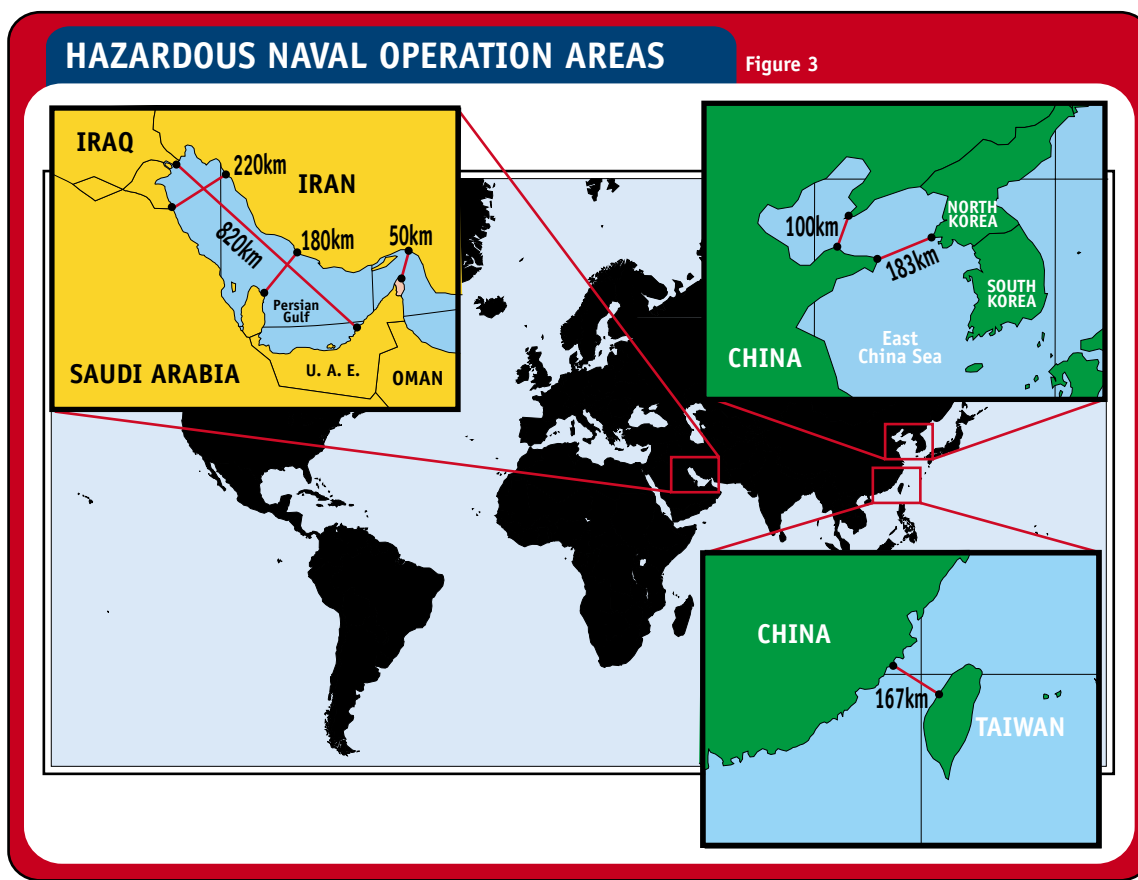 HAZARDOUS NAVAL OPERATION AREAS
Figure 3
IRAQ
220km
IRAN
820km
180km
50km
Persian
Gulf
SAUDI ARABIA
U. A. E.
OMAN
100km
NORTH
KOREA
183km
SOUTH
KOREA
East
China Sea
CHINA
CHINA
167km
TAIWAN